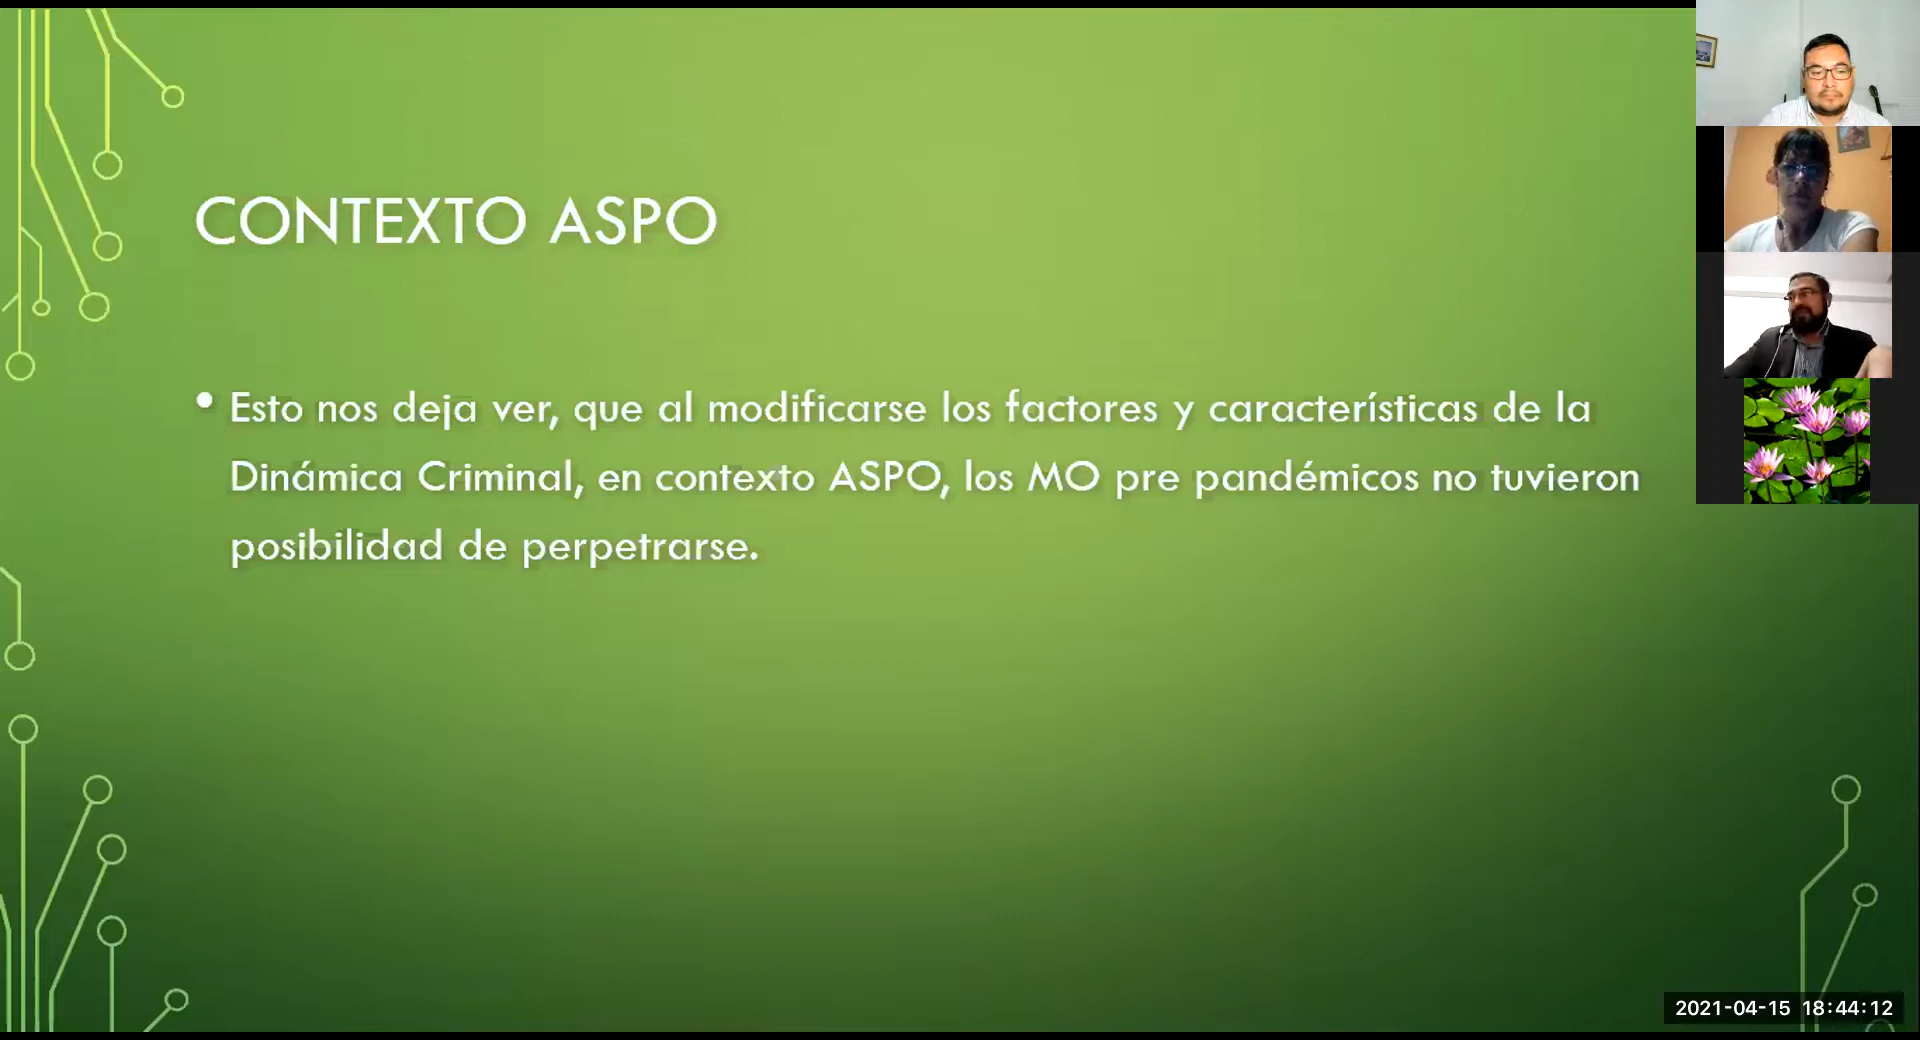 CONTEXTO ASPO
• Esto nos deja ver, que al modificarse los factores y características de la
Dinámica Criminal, en contexto ASPO, los MO pre pandémicos no tuvieron
posibilidad de perpetrarse.
2021-04-15 18:44:12